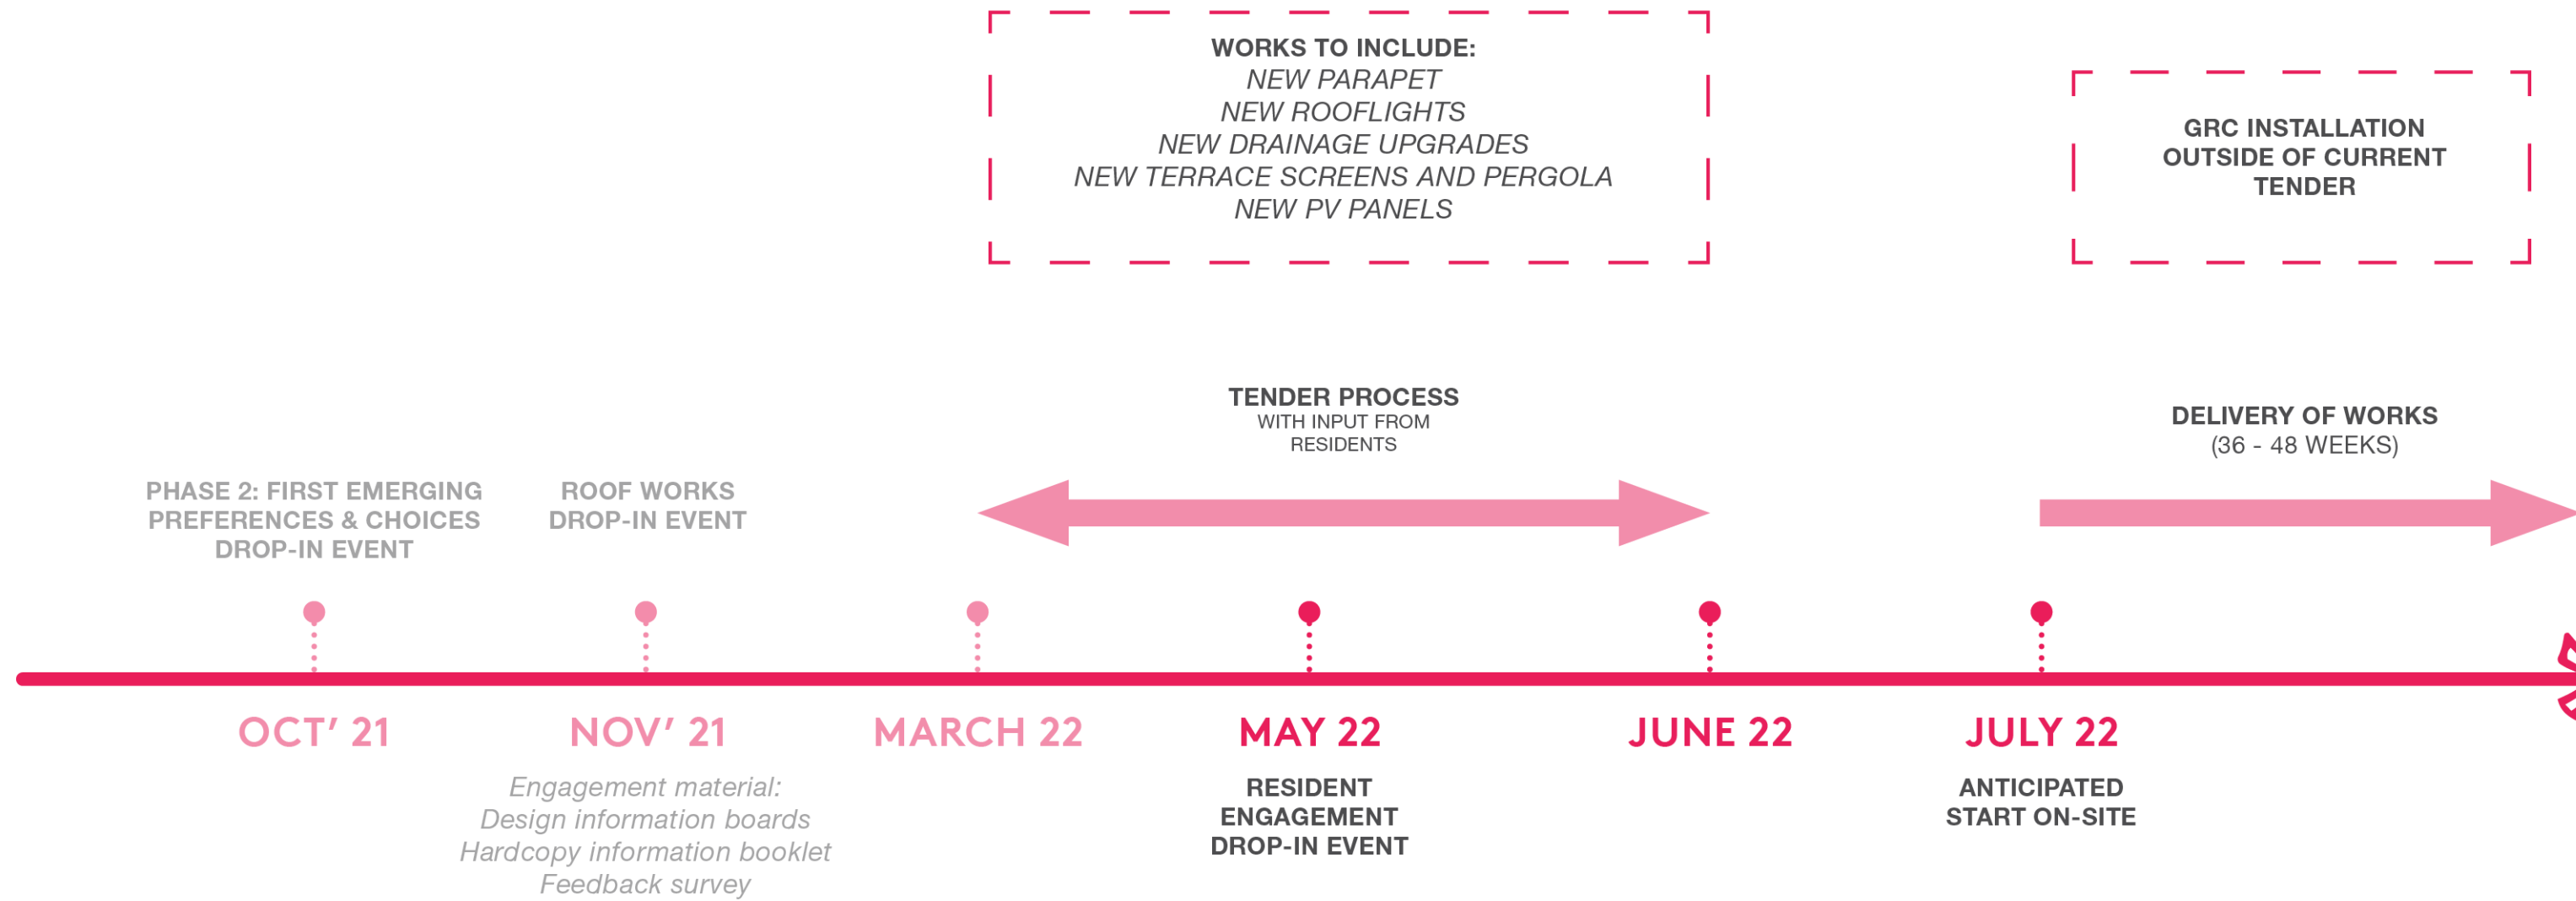 WORKS TO INCLUDE:
NEW PARAPET
NEW ROOFLIGHTS
NEW DRAINAGE UPGRADES
NEW TERRACE SCREENS AND PERGOLA
NEW PV PANELS
GRC INSTALLATION
OUTSIDE OF CURRENT
TENDER
PHASE 2: FIRST EMERGING
PREFERENCES & CHOICES
DROP-IN EVENT
ROOF WORKS
DROP-IN EVENT
TENDER PROCESS
WITH INPUT FROM
RESIDENTS
DELIVERY OF WORKS
(36 - 48 WEEKS)
OCT' 21
NOV' 21
MARCH 22
MAY 22
JUNE 22
JULY 22
Engagement material:
Design information boards
Hardcopy information booklet
Feedback survey
RESIDENT
ENGAGEMENT
DROP-IN EVENT
ANTICIPATED
START ON-SITE